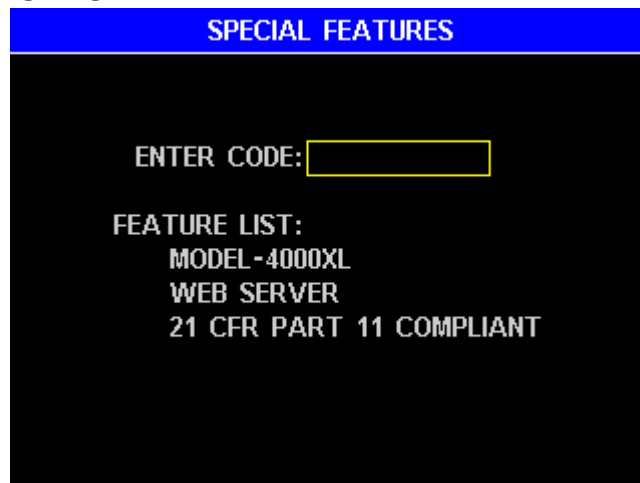 SPECIAL FEATURES
ENTER CODE:
FEATURE LIST:
MODEL-4000XL
WEB SERVER
21 CFR PART 11 COMPLIANT